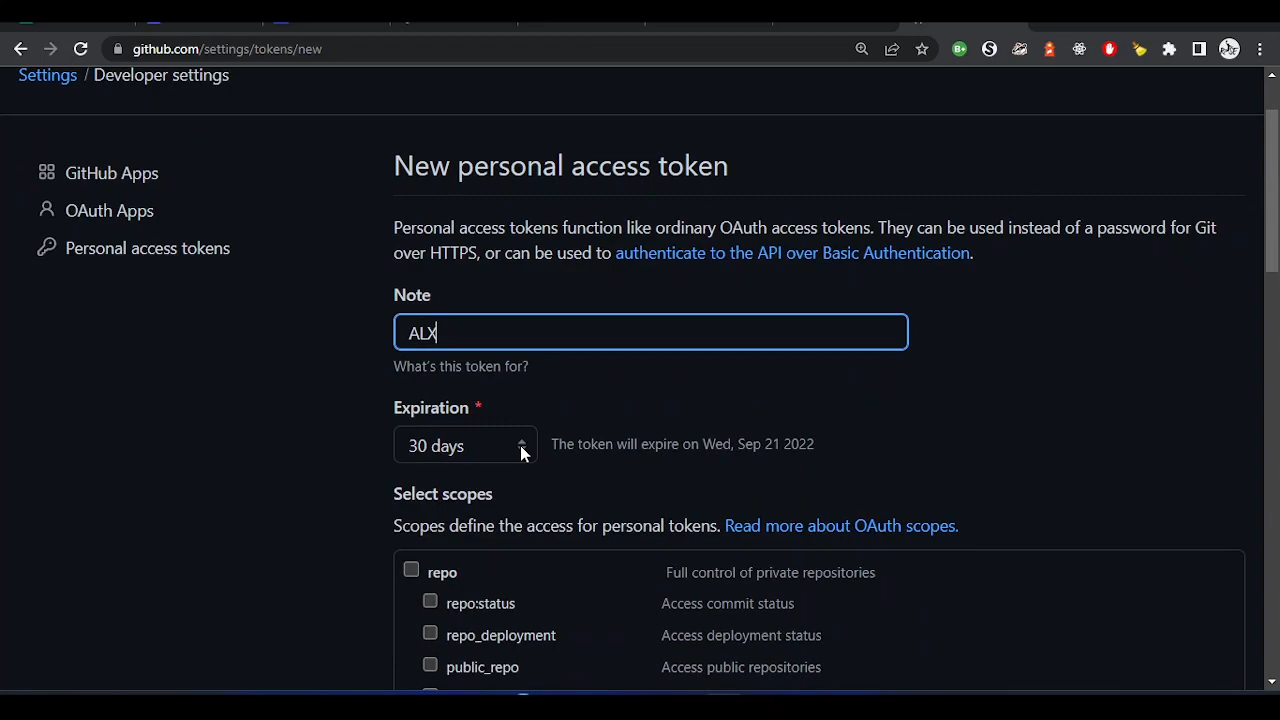 github.com/settings/tokens/new
Settings / Developer settings
GitHub Apps
OAuth Apps
Personal access tokens
New personal access token
Personal access tokens function like ordinary OAuth access tokens. They can be used instead of a password for Git
over HTTPS, or can be used to authenticate to the API over Basic Authentication.
Note
ALX
What's this token for?
Expiration *
30 days
The token will expire on Wed, Sep 21 2022
Select scopes
Scopes define the access for personal tokens. Read more about OAuth scopes.
repo Full control of private repositories
repo:status Access commit status
repo_deployment Access deployment status
public_repo Access public repositories